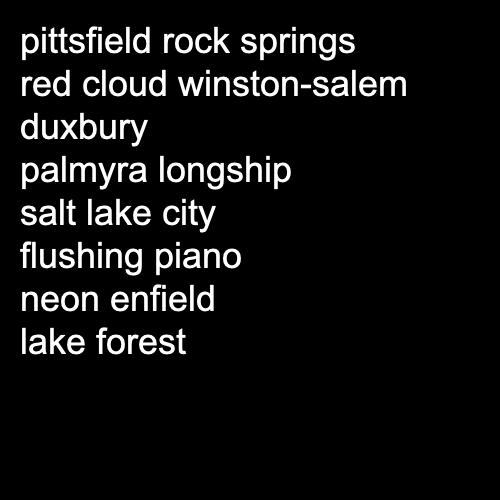 pittsfield rock springs
red cloud winston-salem
duxbury
palmyra longship
salt lake city
flushing piano
neon enfield
lake forest